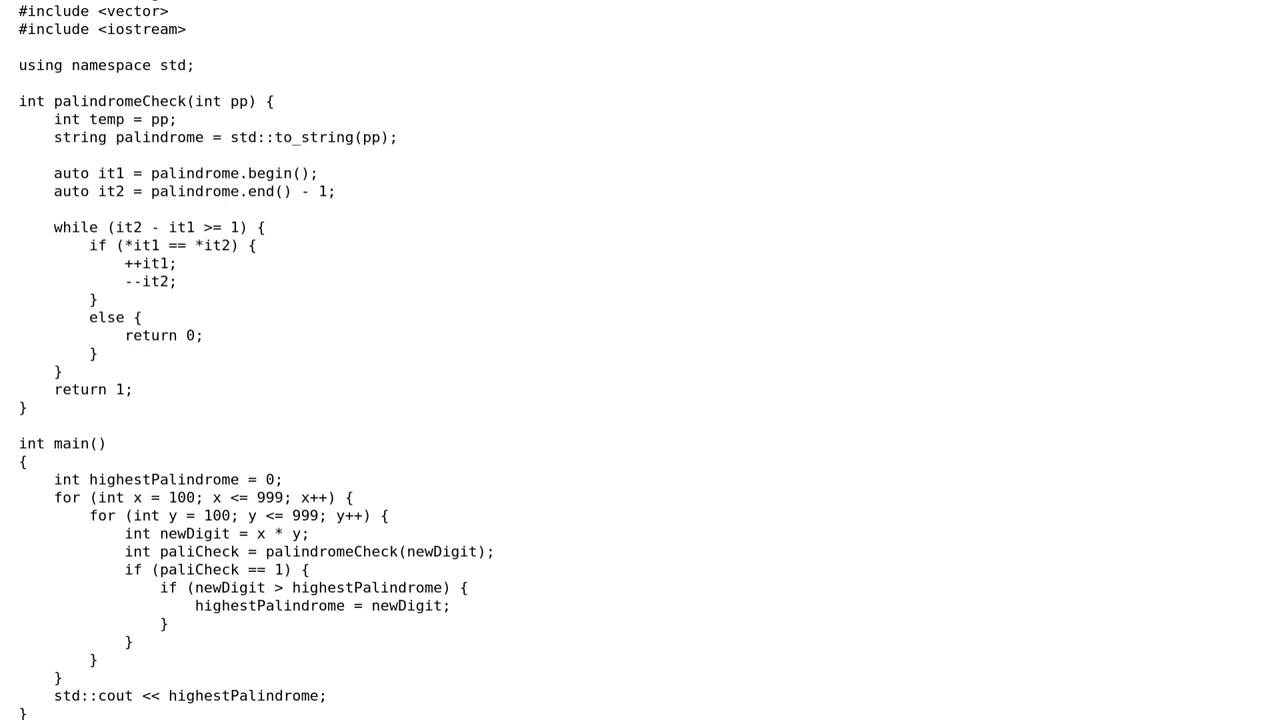 #include <vector>
#include <iostream>

using namespace std;

int palindromeCheck(int pp) {
    int temp = pp;
    string palindrome = std::to_string(pp);

    auto it1 = palindrome.begin();
    auto it2 = palindrome.end() - 1;

    while (it2 - it1 >= 1) {
        if (*it1 == *it2) {
            ++it1;
            --it2;
        }
        else {
            return 0;
        }
    }
    return 1;
}

int main()
{
    int highestPalindrome = 0;
    for (int x = 100; x <= 999; x++) {
        for (int y = 100; y <= 999; y++) {
            int newDigit = x * y;
            int paliCheck = palindromeCheck(newDigit);
            if (paliCheck == 1) {
                if (newDigit > highestPalindrome) {
                    highestPalindrome = newDigit;
                }
            }
        }
    }
    std::cout << highestPalindrome;
}